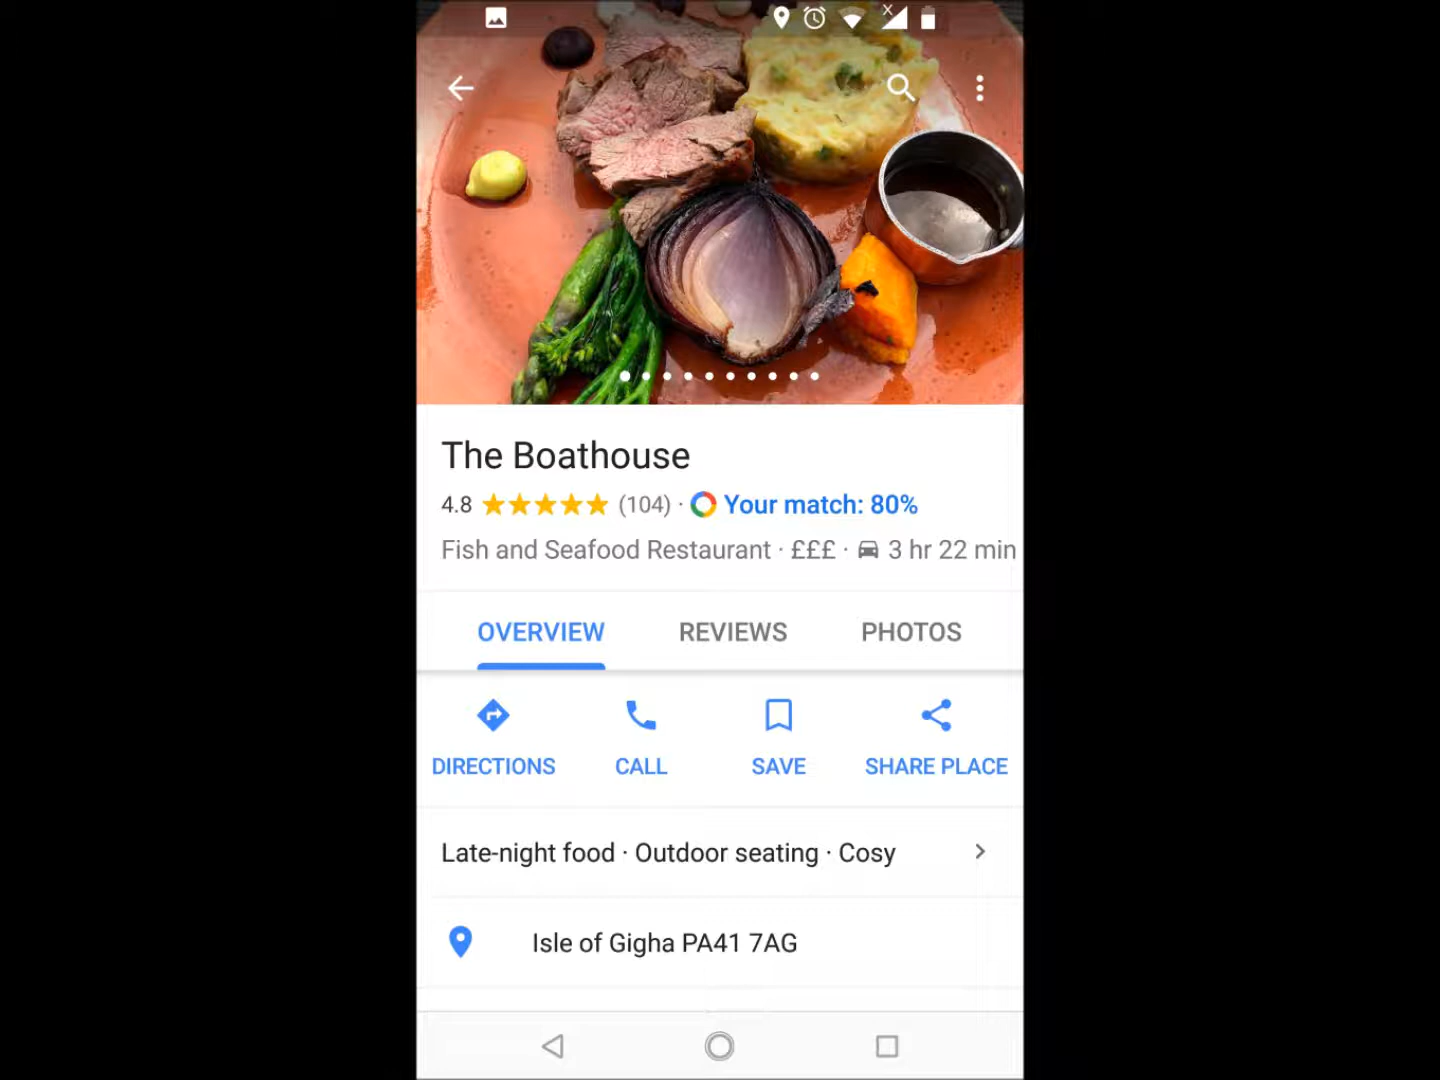 The Boathouse
4.8 (104) · Your match: 80%
Fish and Seafood Restaurant · £££ · 3 hr 22 min
OVERVIEW REVIEWS PHOTOS
DIRECTIONS CALL SAVE SHARE PLACE
Late-night food · Outdoor seating · Cosy
Isle of Gigha PA41 7AG